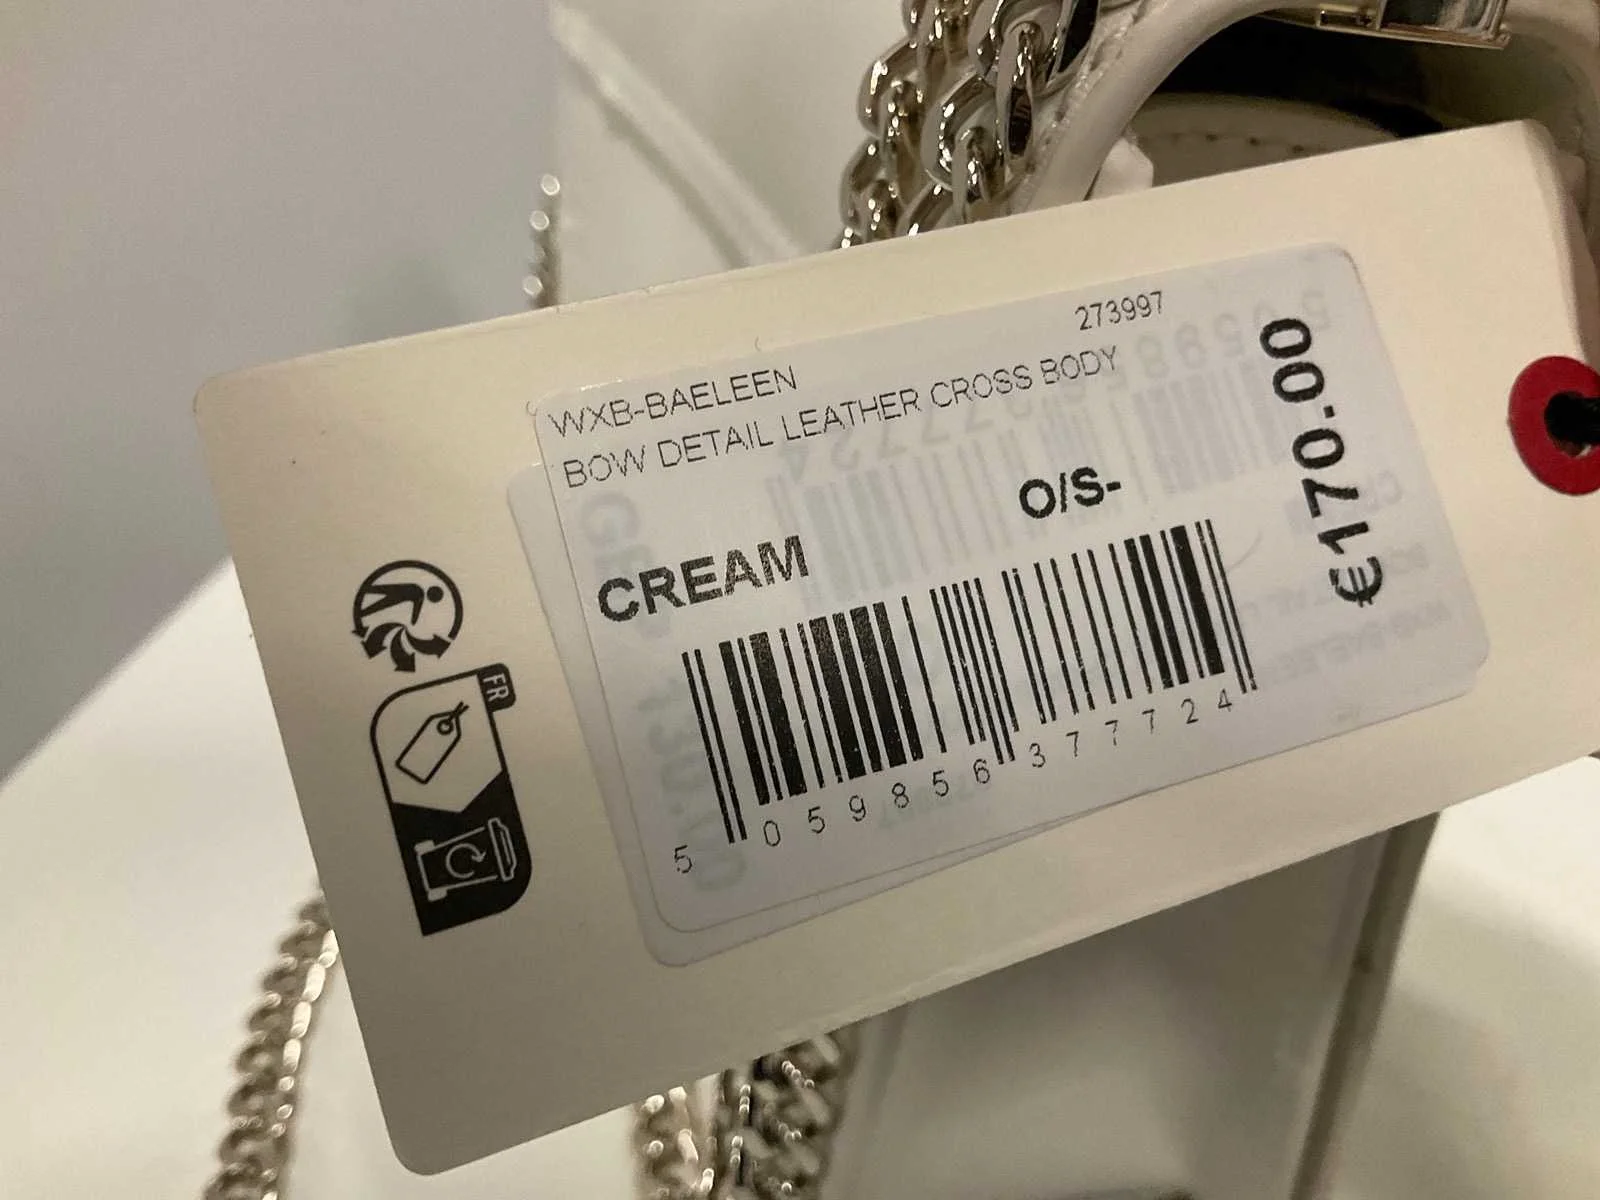 273997
WXB-BAELEEN
BOW DETAIL LEATHER CROSS BODY
O/S-
CREAM
€170.00
5 059856 377724
FR